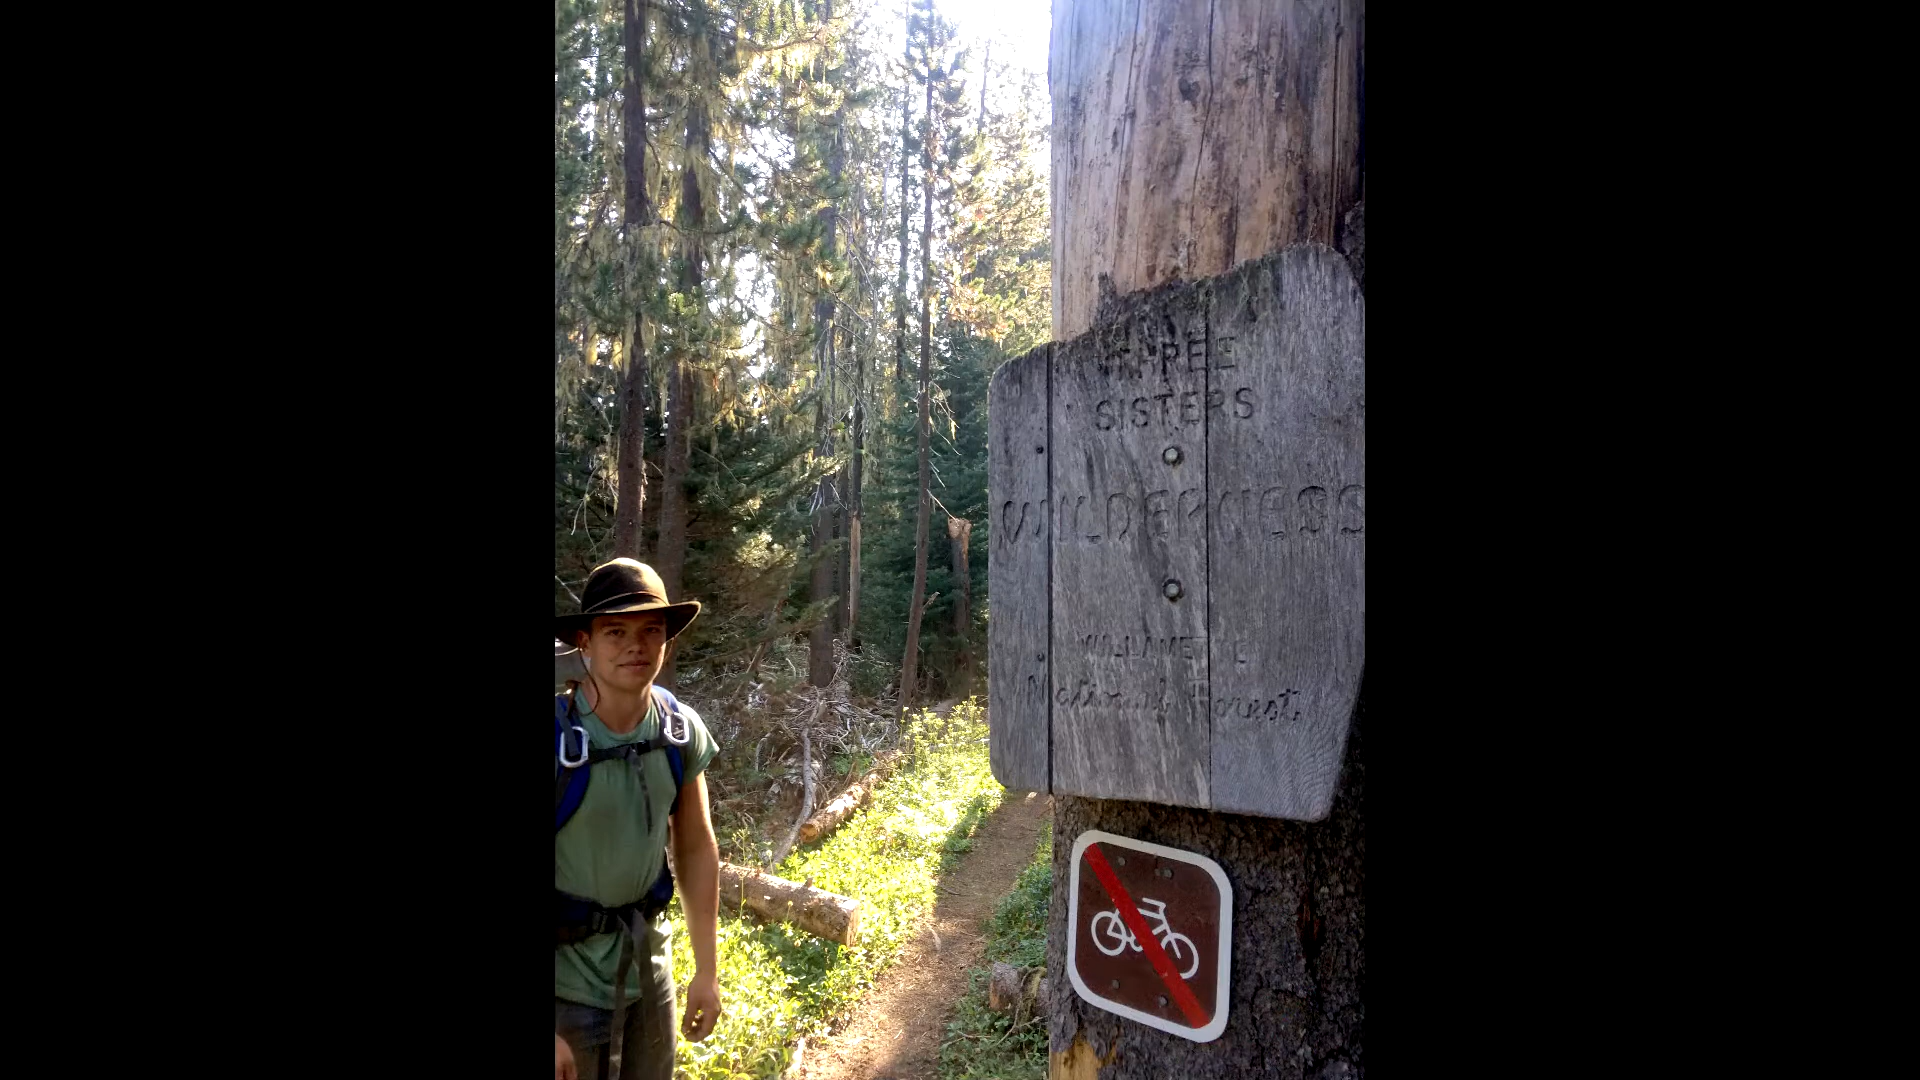 THREE
SISTERS
WILDERNESS
WILLAMETTE
National Forest